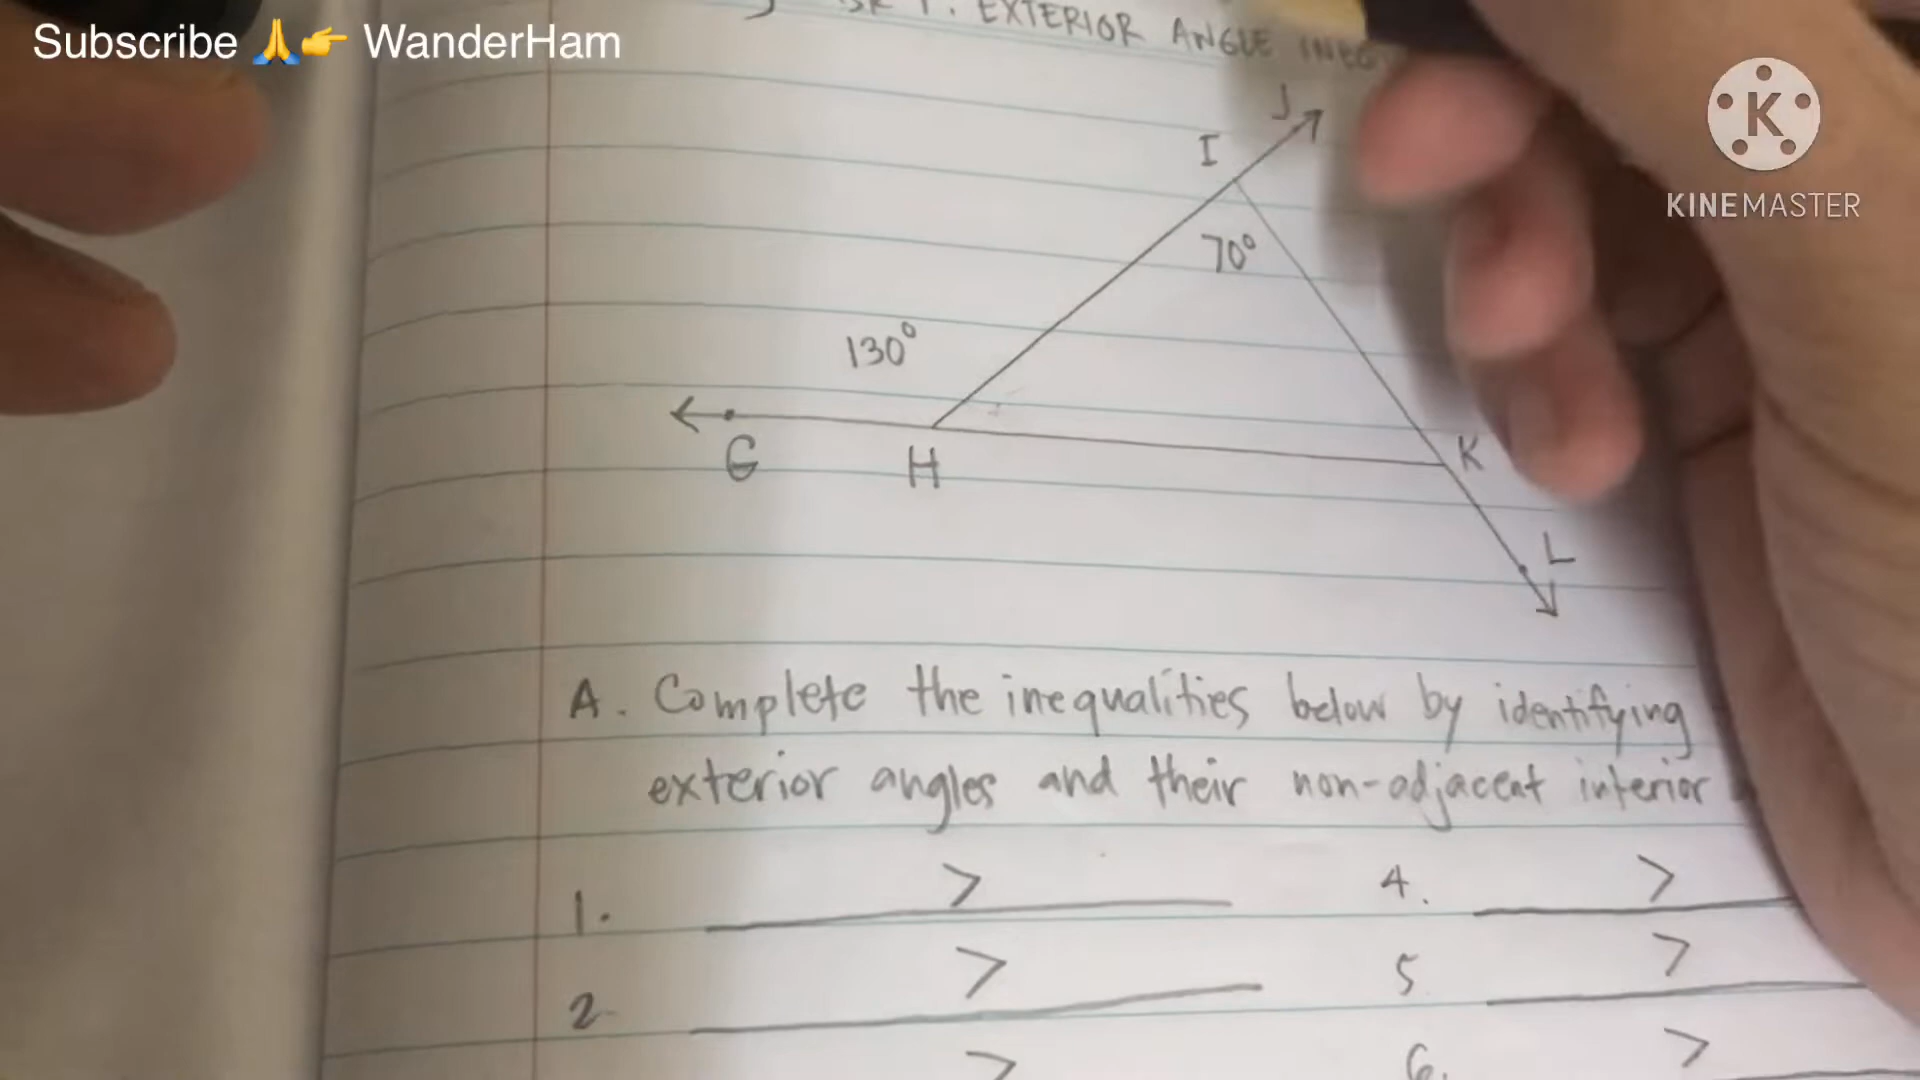 Subscribe 🙏👉 WanderHam
EXTERIOR ANGLE
J
I
KINEMASTER
70°
130°
G
H
K
L
A. Complete the inequalities below by identifying
exterior angles and their non-adjacent interior
1. >
4. >
2. >
5 >
>
6. >